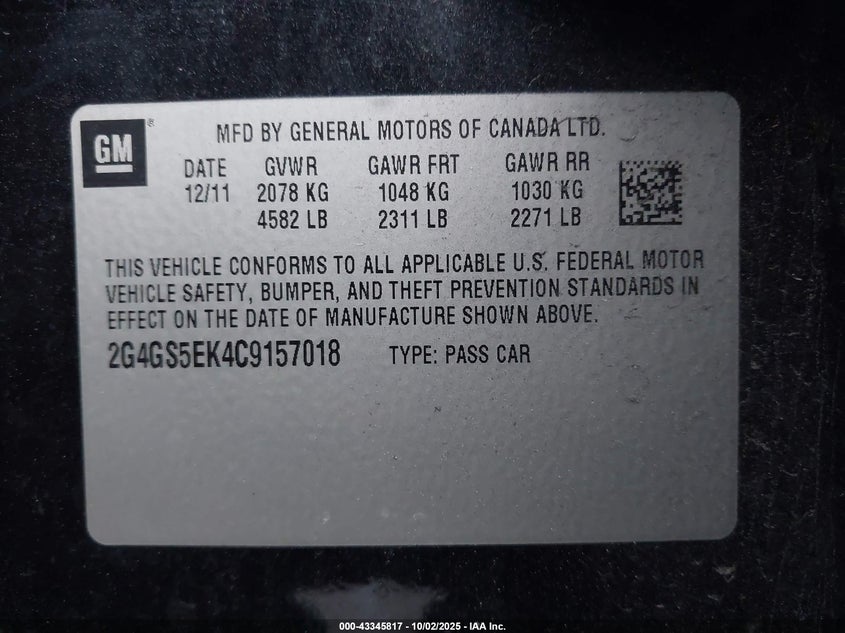 GM ®
MFD BY GENERAL MOTORS OF CANADA LTD.
DATE GVWR GAWR FRT GAWR RR
12/11 2078 KG 1048 KG 1030 KG
4582 LB 2311 LB 2271 LB
THIS VEHICLE CONFORMS TO ALL APPLICABLE U.S. FEDERAL MOTOR
VEHICLE SAFETY, BUMPER, AND THEFT PREVENTION STANDARDS IN
EFFECT ON THE DATE OF MANUFACTURE SHOWN ABOVE.
2G4GS5EK4C9157018 TYPE: PASS CAR
000-43345817 - 10/02/2025 - IAA Inc.